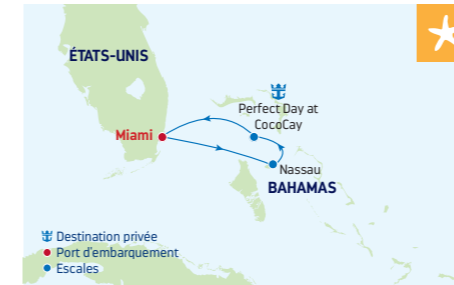 ÉTATS-UNIS
Perfect Day at
CocoCay
Miami
Nassau
BAHAMAS
Destination privée
Port d'embarquement
Escales